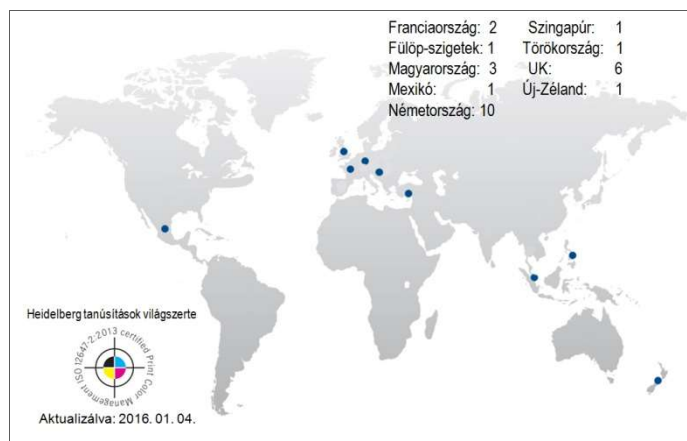 Franciaország: 2 Szingapúr: 1
Fülöp-szigetek: 1 Törökország: 1
Magyarország: 3 UK: 6
Mexikó: 1 Új-Zéland: 1
Németország: 10
Heidelberg tanúsítások világszerte
ISO 12647-2:2013 certified Print Color Management
Aktualizálva: 2016. 01. 04.